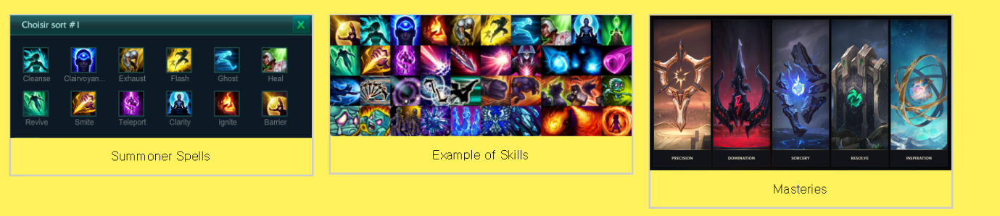 Choisir sort #1 X
Cleanse Clairvoyan... Exhaust Flash Ghost Heal
Revive Smite Teleport Clarity Ignite Barrier
Summoner Spells
Example of Skills
PRECISION DOMINATION SORCERY RESOLVE INSPIRATION
Masteries